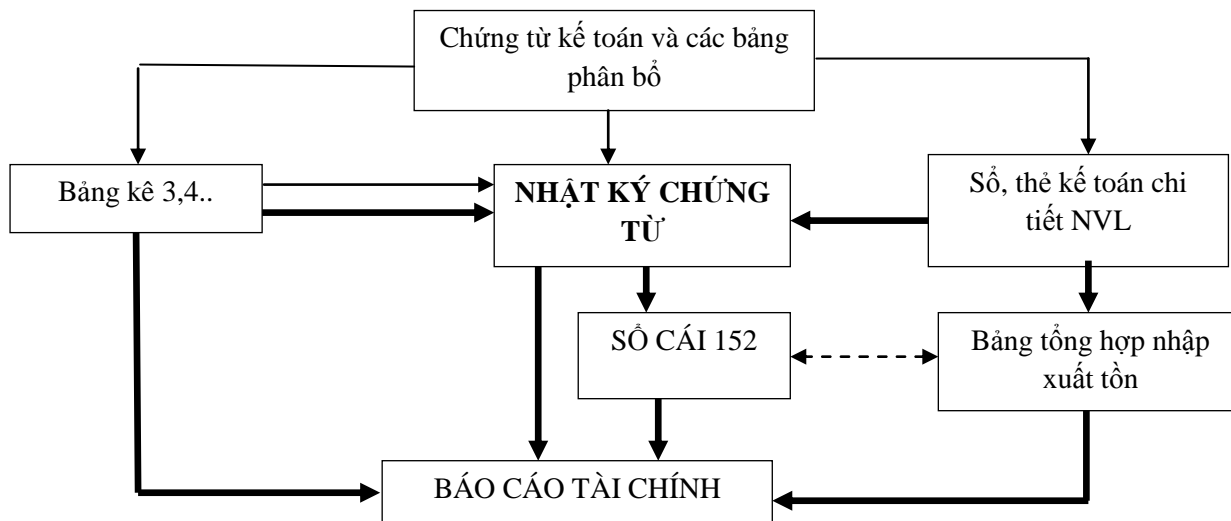 Chứng từ kế toán và các bảng
phân bổ
Bảng kê 3,4..
NHẬT KÝ CHỨNG
TỪ
Sổ, thẻ kế toán chi
tiết NVL
SỔ CÁI 152
Bảng tổng hợp nhập
xuất tồn
BÁO CÁO TÀI CHÍNH